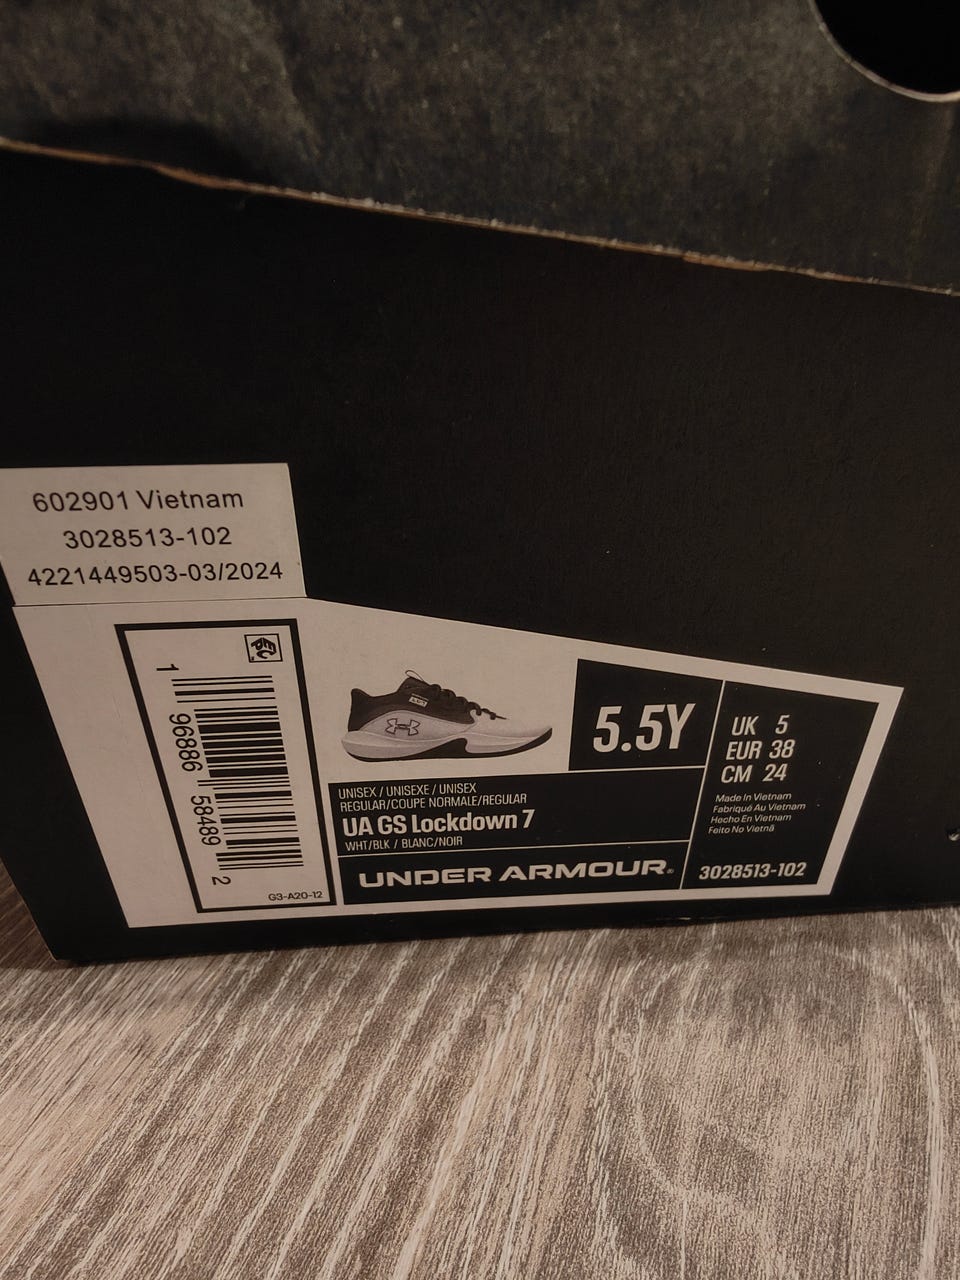 602901 Vietnam
3028513-102
4221449503-03/2024
1 96886 58489 2
G3-A20-12
5.5Y
UK 5
EUR 38
CM 24
Made In Vietnam
Fabriqué Au Vietnam
Hecho En Vietnam
Feito No Vietnã
3028513-102
UNISEX / UNISEXE / UNISEX
REGULAR/COUPE NORMALE/REGULAR
UA GS Lockdown 7
WHT/BLK / BLANC/NOIR
UNDER ARMOUR®